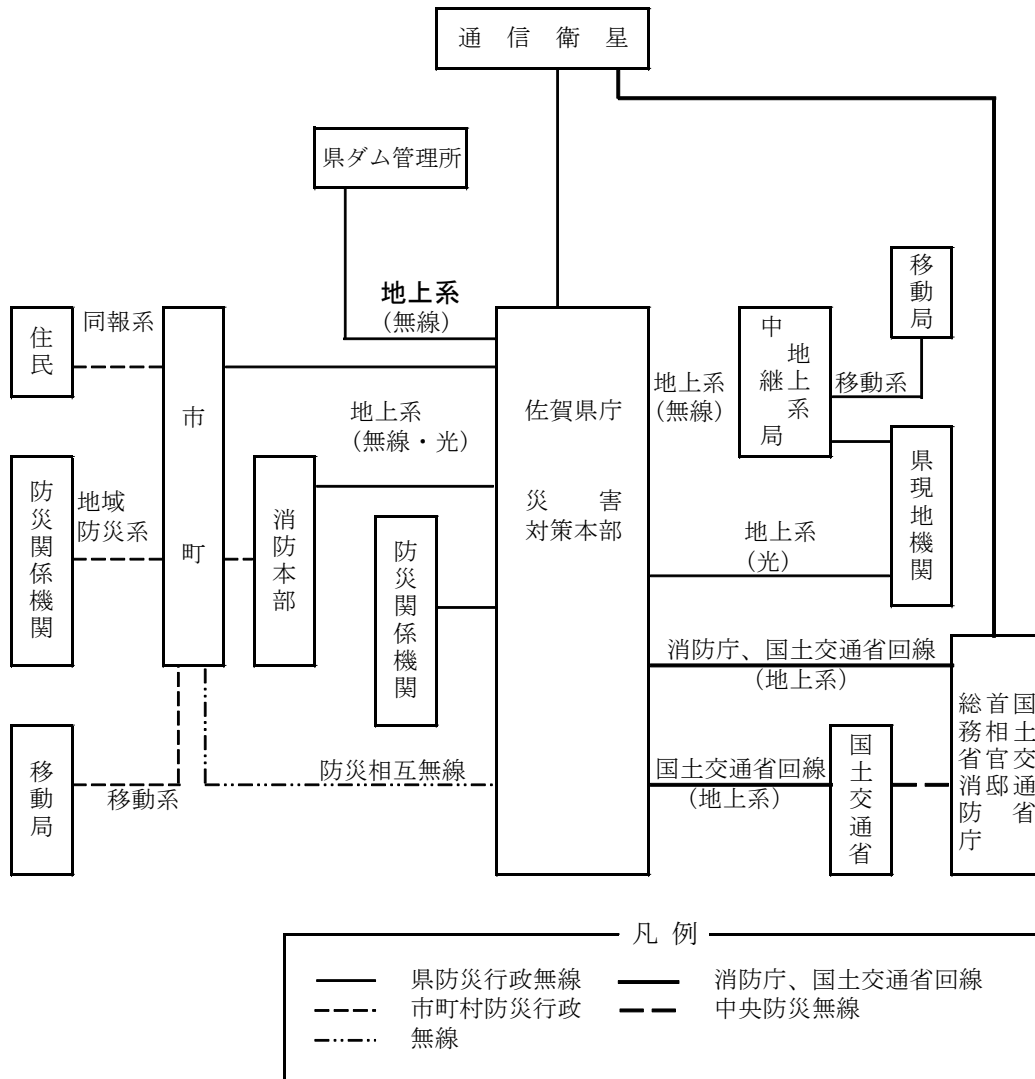 通信衛星
県ダム管理所
地上系
(無線)
移動局
住民
同報系
市町
地上系
(無線・光)
佐賀県庁
災害
対策本部
地上系
(無線)
中継局
地上系
移動系
防災関係機関
地域
防災系
消防本部
防災関係機関
県現地機関
地上系
(光)
消防庁、国土交通省回線
(地上系)
移動局
移動系
防災相互無線
国土交通省回線
(地上系)
国土交通省
総務省消防庁
首相官邸
国土交通省
凡例
県防災行政無線
消防庁、国土交通省回線
市町村防災行政
中央防災無線
無線